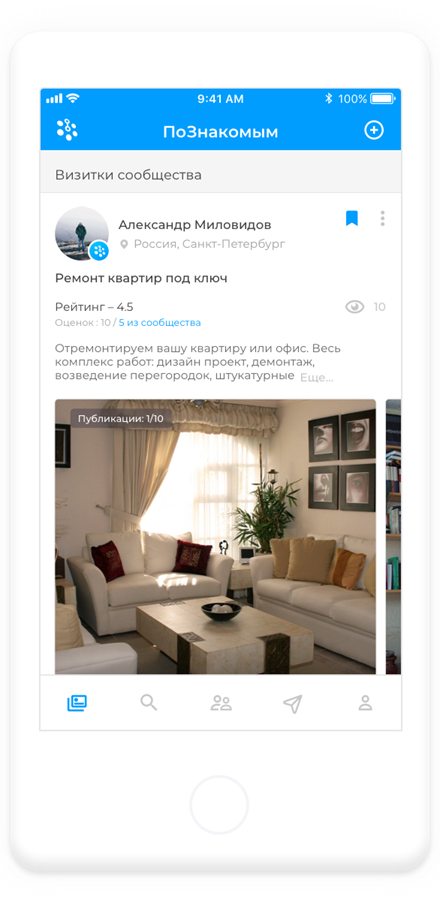 9:41 AM
100%
ПоЗнакомым
Визитки сообщества
Александр Миловидов
Россия, Санкт-Петербург
Ремонт квартир под ключ
Рейтинг – 4.5
10
Оценок : 10 / 5 из сообщества
Отремонтируем вашу квартиру или офис. Весь
комплекс работ: дизайн проект, демонтаж,
возведение перегородок, штукатурные Еще...
Публикации: 1/10